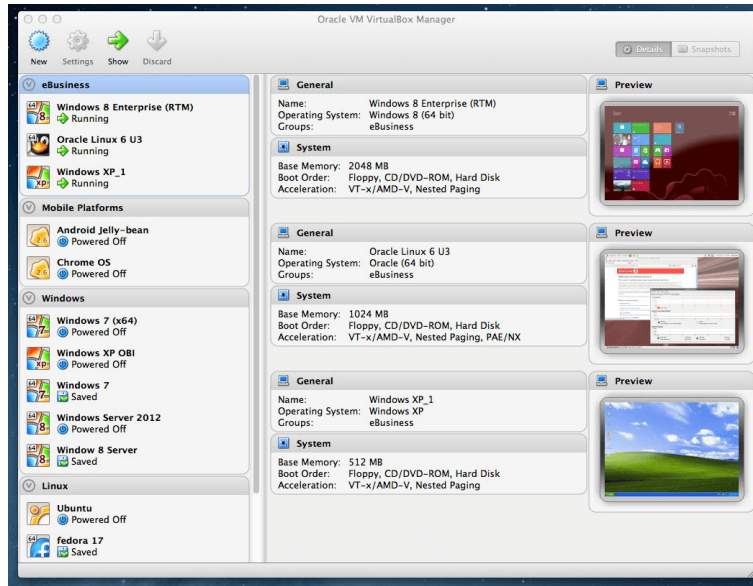 Oracle VM VirtualBox Manager
New Settings Show Discard
Details Snapshots
eBusiness
Windows 8 Enterprise (RTM)
Running
Oracle Linux 6 U3
Running
Windows XP_1
Running
Mobile Platforms
Android Jelly-bean
Powered Off
Chrome OS
Powered Off
Windows
Windows 7 (x64)
Powered Off
Windows XP OBI
Powered Off
Windows 7
Saved
Windows Server 2012
Powered Off
Window 8 Server
Saved
Linux
Ubuntu
Powered Off
fedora 17
Saved
General
Name: Windows 8 Enterprise (RTM)
Operating System: Windows 8 (64 bit)
Groups: eBusiness
System
Base Memory: 2048 MB
Boot Order: Floppy, CD/DVD-ROM, Hard Disk
Acceleration: VT-x/AMD-V, Nested Paging
Preview
General
Name: Oracle Linux 6 U3
Operating System: Oracle (64 bit)
Groups: eBusiness
System
Base Memory: 1024 MB
Boot Order: Floppy, CD/DVD-ROM, Hard Disk
Acceleration: VT-x/AMD-V, Nested Paging, PAE/NX
Preview
General
Name: Windows XP_1
Operating System: Windows XP
Groups: eBusiness
System
Base Memory: 512 MB
Boot Order: Floppy, CD/DVD-ROM, Hard Disk
Acceleration: VT-x/AMD-V, Nested Paging
Preview